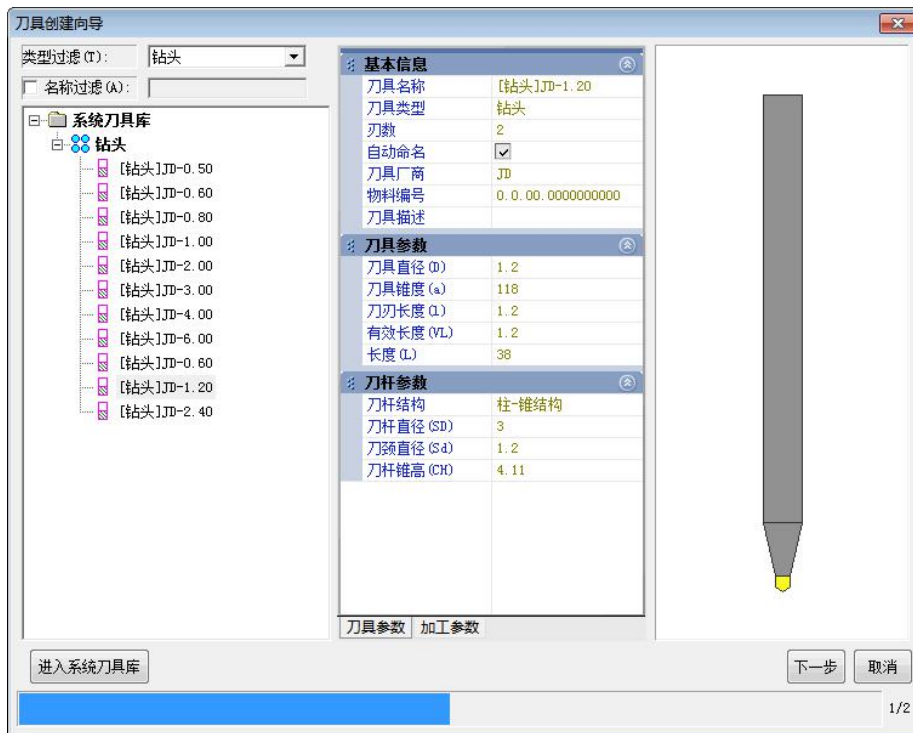 刀具创建向导
类型过滤(T): 钻头
名称过滤(A):
系统刀具库
钻头
[钻头]JD-0.50
[钻头]JD-0.60
[钻头]JD-0.80
[钻头]JD-1.00
[钻头]JD-2.00
[钻头]JD-3.00
[钻头]JD-4.00
[钻头]JD-6.00
[钻头]JD-0.60
[钻头]JD-1.20
[钻头]JD-2.40
基本信息
刀具名称 [钻头]JD-1.20
刀具类型 钻头
刃数 2
自动命名
刀具厂商 JD
物料编号 0.0.00.0000000000
刀具描述
刀具参数
刀具直径(D) 1.2
刀具锥度(a) 118
刀刃长度(l) 1.2
有效长度(VL) 1.2
长度(L) 38
刀杆参数
刀杆结构 柱-锥结构
刀杆直径(SD) 3
刀颈直径(Sd) 1.2
刀杆锥高(CH) 4.11
刀具参数 加工参数
进入系统刀具库 下一步 取消
1/2